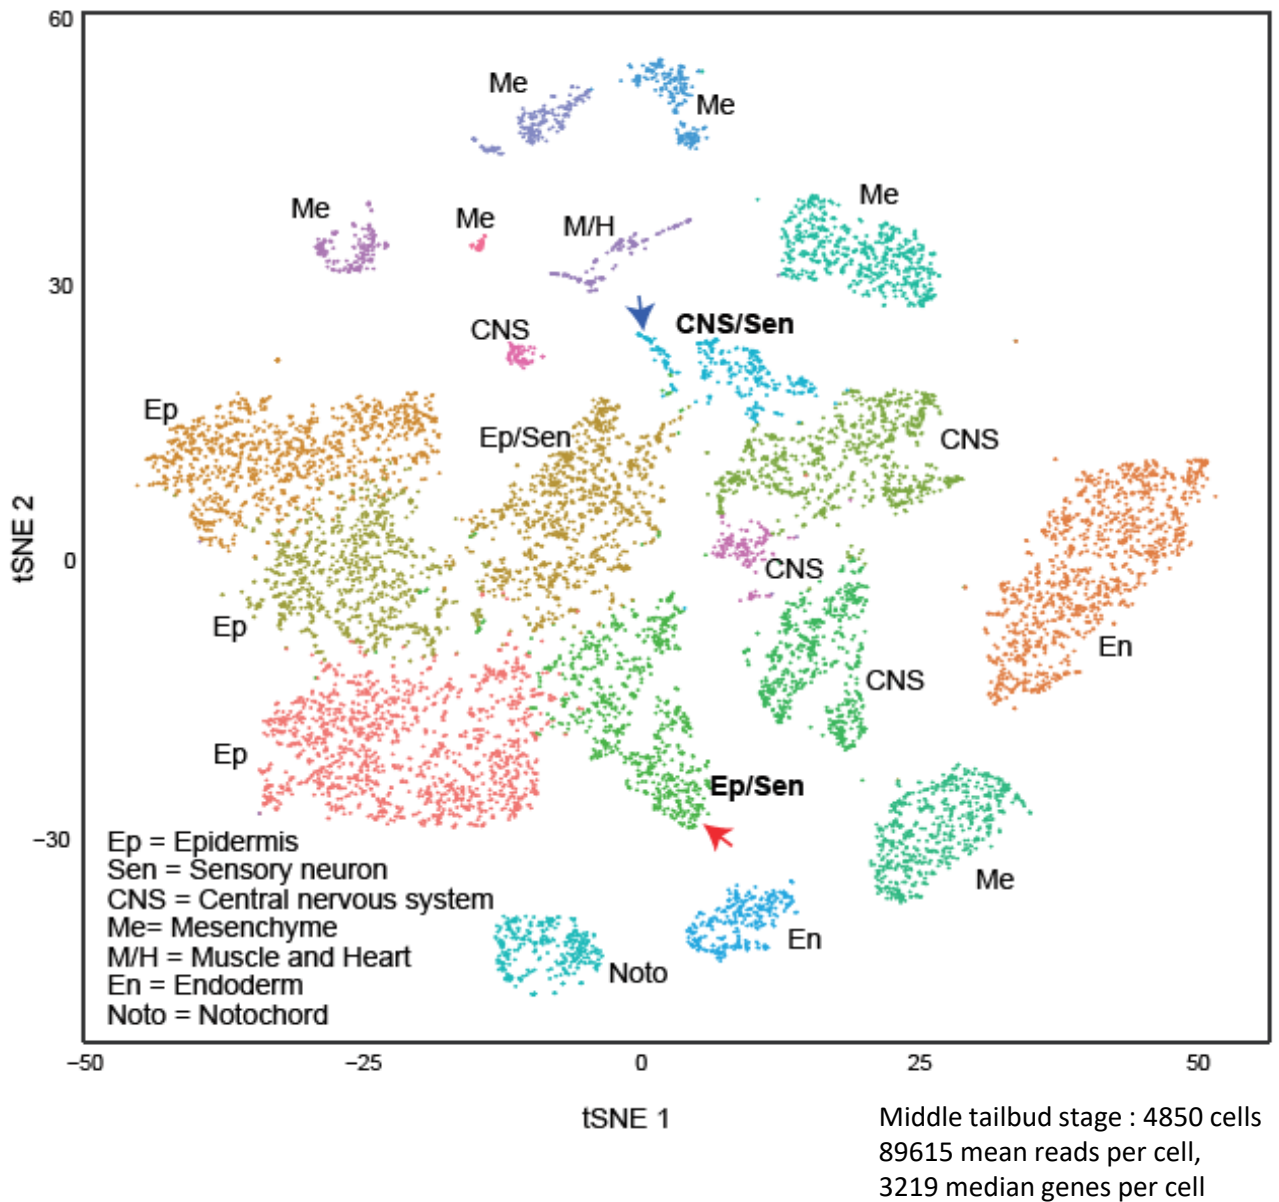 60
Me
Me
Me
Me
Me
M/H
30
CNS/Sen
CNS
Ep
Ep/Sen
CNS
tSNE 2
0
CNS
Ep
En
CNS
Ep
Ep/Sen
−30
Ep = Epidermis
Sen = Sensory neuron
CNS = Central nervous system
Me= Mesenchyme
M/H = Muscle and Heart
En = Endoderm
Noto = Notochord
Me
En
Noto
−50
−25
0
25
50
tSNE 1
Middle tailbud stage : 4850 cells
89615 mean reads per cell,
3219 median genes per cell